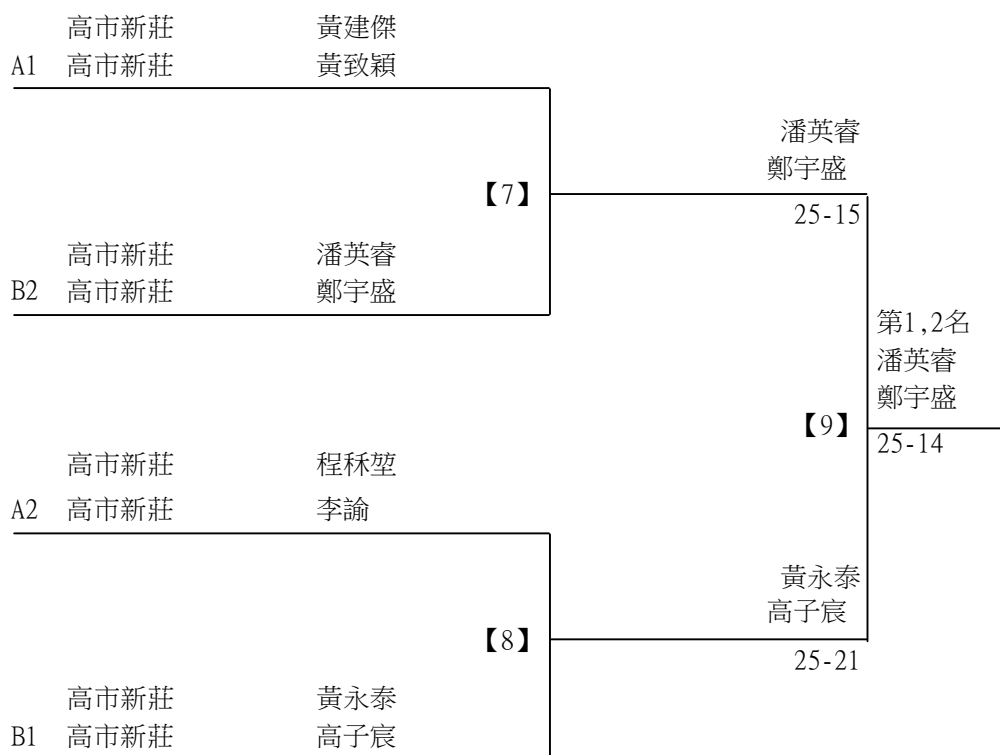 高市新莊 黃建傑
A1 高市新莊 黃致穎
潘英睿
鄭宇盛
【7】
25-15
高市新莊 潘英睿
B2 高市新莊 鄭宇盛
第1,2名
潘英睿
鄭宇盛
【9】
25-14
高市新莊 程秝堃
A2 高市新莊 李諭
黃永泰
高子宸
【8】
25-21
高市新莊 黃永泰
B1 高市新莊 高子宸